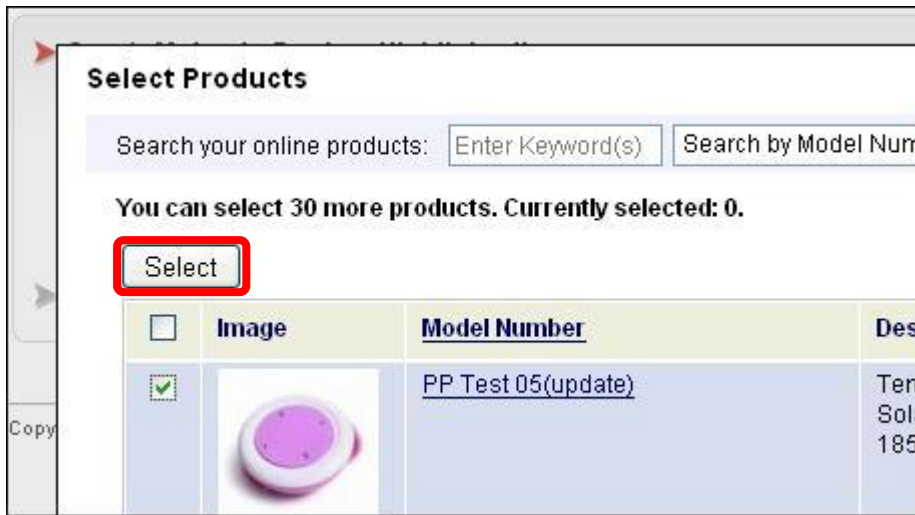 Select Products
Search your online products: Enter Keyword(s) Search by Model Num
You can select 30 more products. Currently selected: 0.
Select
Image Model Number Des
PP Test 05(update) Ten
Sol
185
Copy